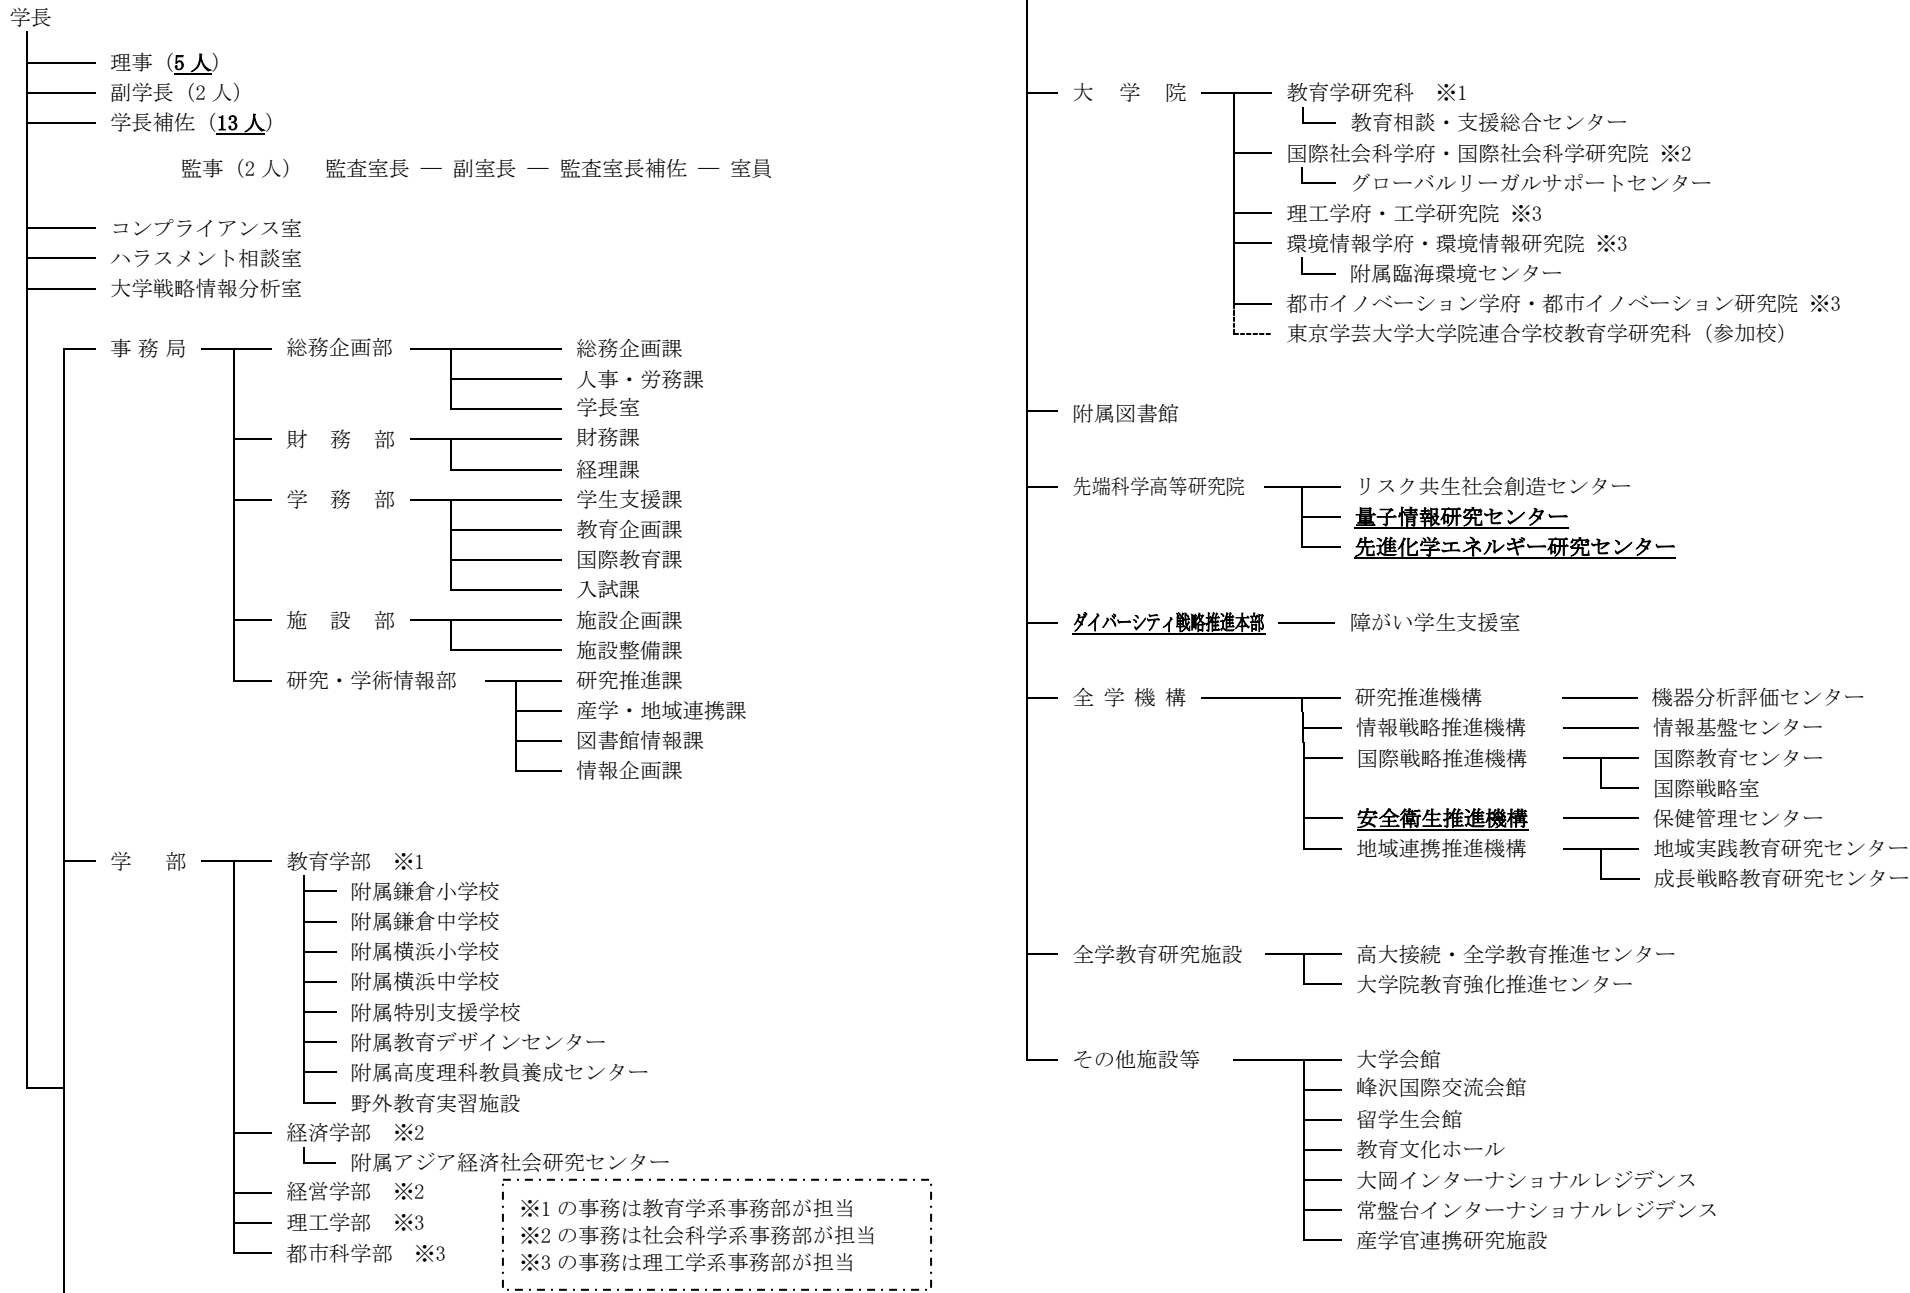 学長
理事（5 人）
副学長（2 人）
学長補佐（13 人）
監事（2 人） 監査室長 ― 副室長 ― 監査室長補佐 ― 室員
コンプライアンス室
ハラスメント相談室
大学戦略情報分析室
事 務 局
総務企画部
総務企画課
人事・労務課
学長室
財 務 部
財務課
経理課
学 務 部
学生支援課
教育企画課
国際教育課
入試課
施 設 部
施設企画課
施設整備課
研究・学術情報部
研究推進課
産学・地域連携課
図書館情報課
情報企画課
学 部
教育学部 ※1
附属鎌倉小学校
附属鎌倉中学校
附属横浜小学校
附属横浜中学校
附属特別支援学校
附属教育デザインセンター
附属高度理科教員養成センター
野外教育実習施設
経済学部 ※2
附属アジア経済社会研究センター
経営学部 ※2
理工学部 ※3
都市科学部 ※3
※1 の事務は教育学系事務部が担当
※2 の事務は社会科学系事務部が担当
※3 の事務は理工学系事務部が担当
大 学 院
教育学研究科 ※1
教育相談・支援総合センター
国際社会科学府・国際社会科学研究院 ※2
グローバルリーガルサポートセンター
理工学府・工学研究院 ※3
環境情報学府・環境情報研究院 ※3
附属臨海環境センター
都市イノベーション学府・都市イノベーション研究院 ※3
東京学芸大学大学院連合学校教育学研究科（参加校）
附属図書館
先端科学高等研究院
リスク共生社会創造センター
量子情報研究センター
先進化学エネルギー研究センター
ダイバーシティ戦略推進本部
障がい学生支援室
全 学 機 構
研究推進機構
機器分析評価センター
情報戦略推進機構
情報基盤センター
国際戦略推進機構
国際教育センター
国際戦略室
安全衛生推進機構
保健管理センター
地域連携推進機構
地域実践教育研究センター
成長戦略教育研究センター
全学教育研究施設
高大接続・全学教育推進センター
大学院教育強化推進センター
その他施設等
大学会館
峰沢国際交流会館
留学生会館
教育文化ホール
大岡インターナショナルレジデンス
常盤台インターナショナルレジデンス
産学官連携研究施設